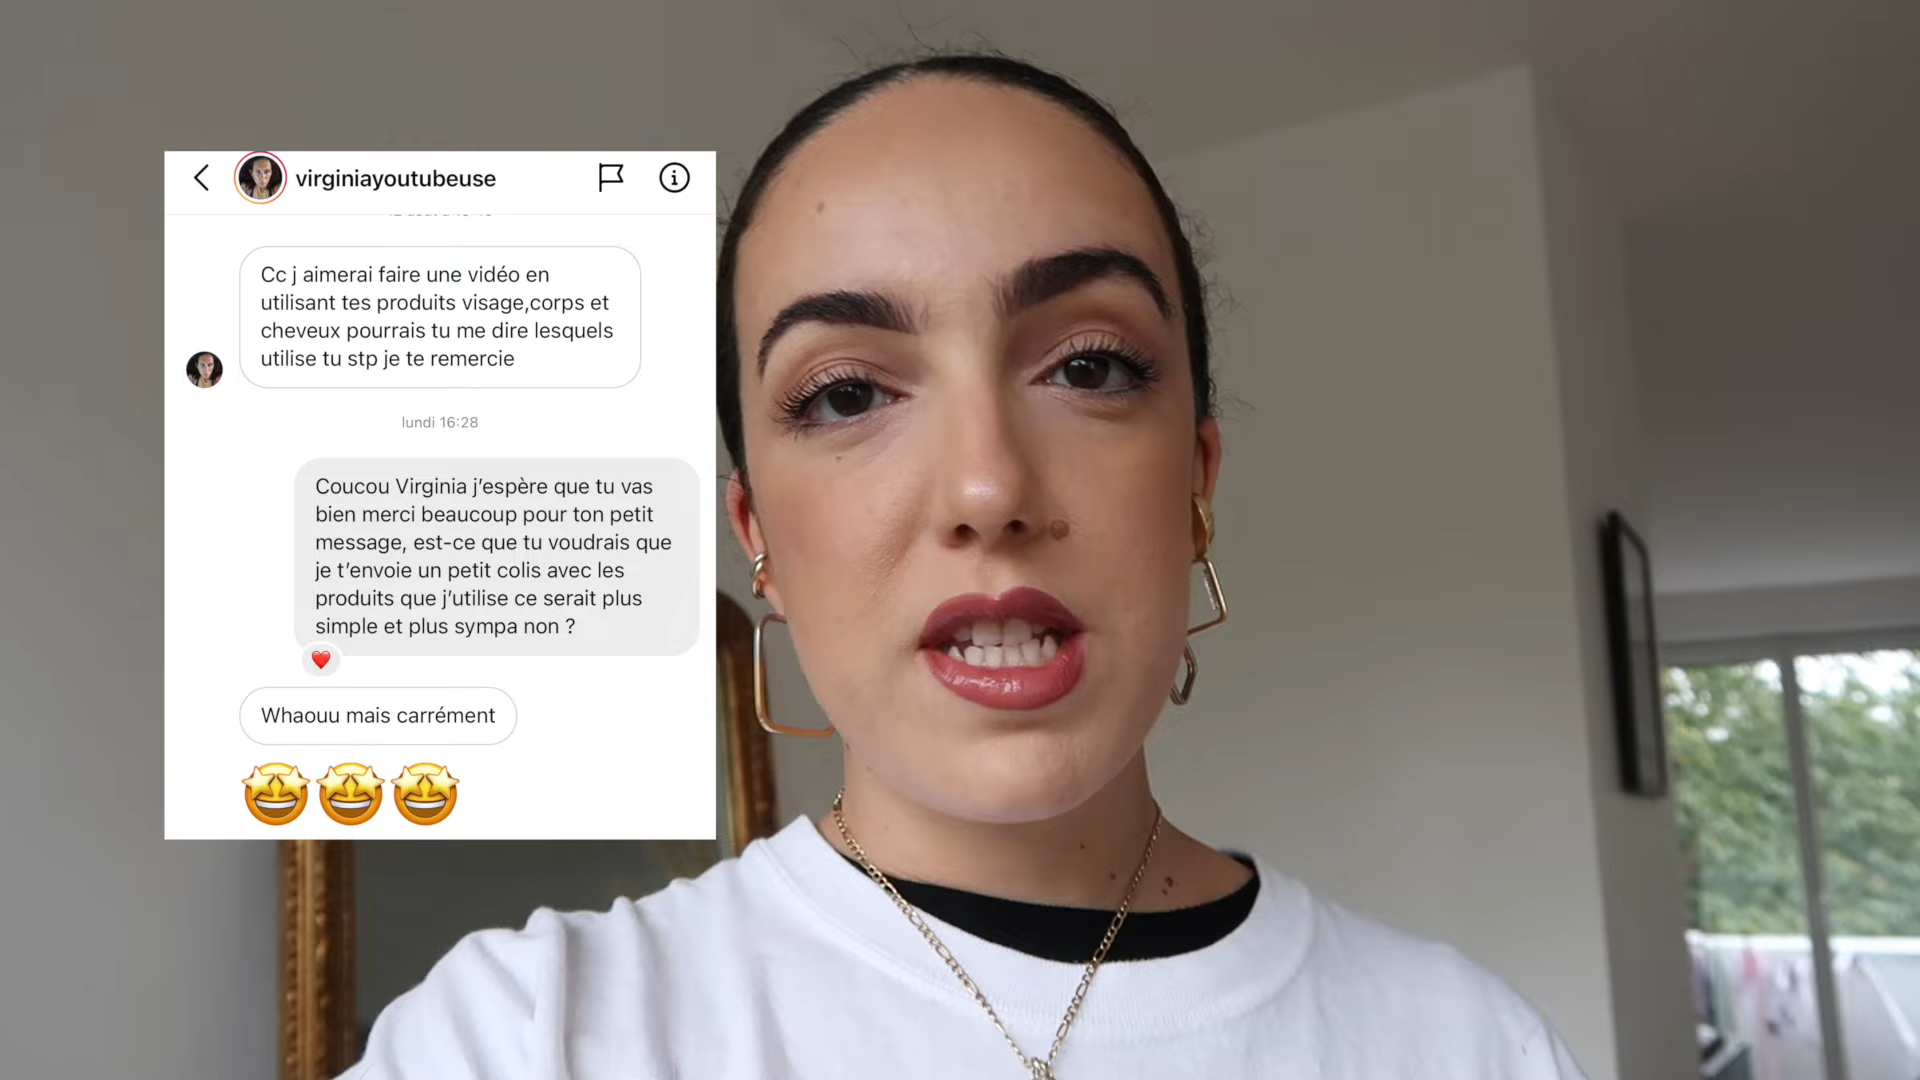 virginiayoutubeuse
Cc j aimerai faire une vidéo en
utilisant tes produits visage,corps et
cheveux pourrais tu me dire lesquels
utilise tu stp je te remercie
lundi 16:28
Coucou Virginia j’espère que tu vas
bien merci beaucoup pour ton petit
message, est-ce que tu voudrais que
je t’envoie un petit colis avec les
produits que j’utilise ce serait plus
simple et plus sympa non ?
Whaouu mais carrément